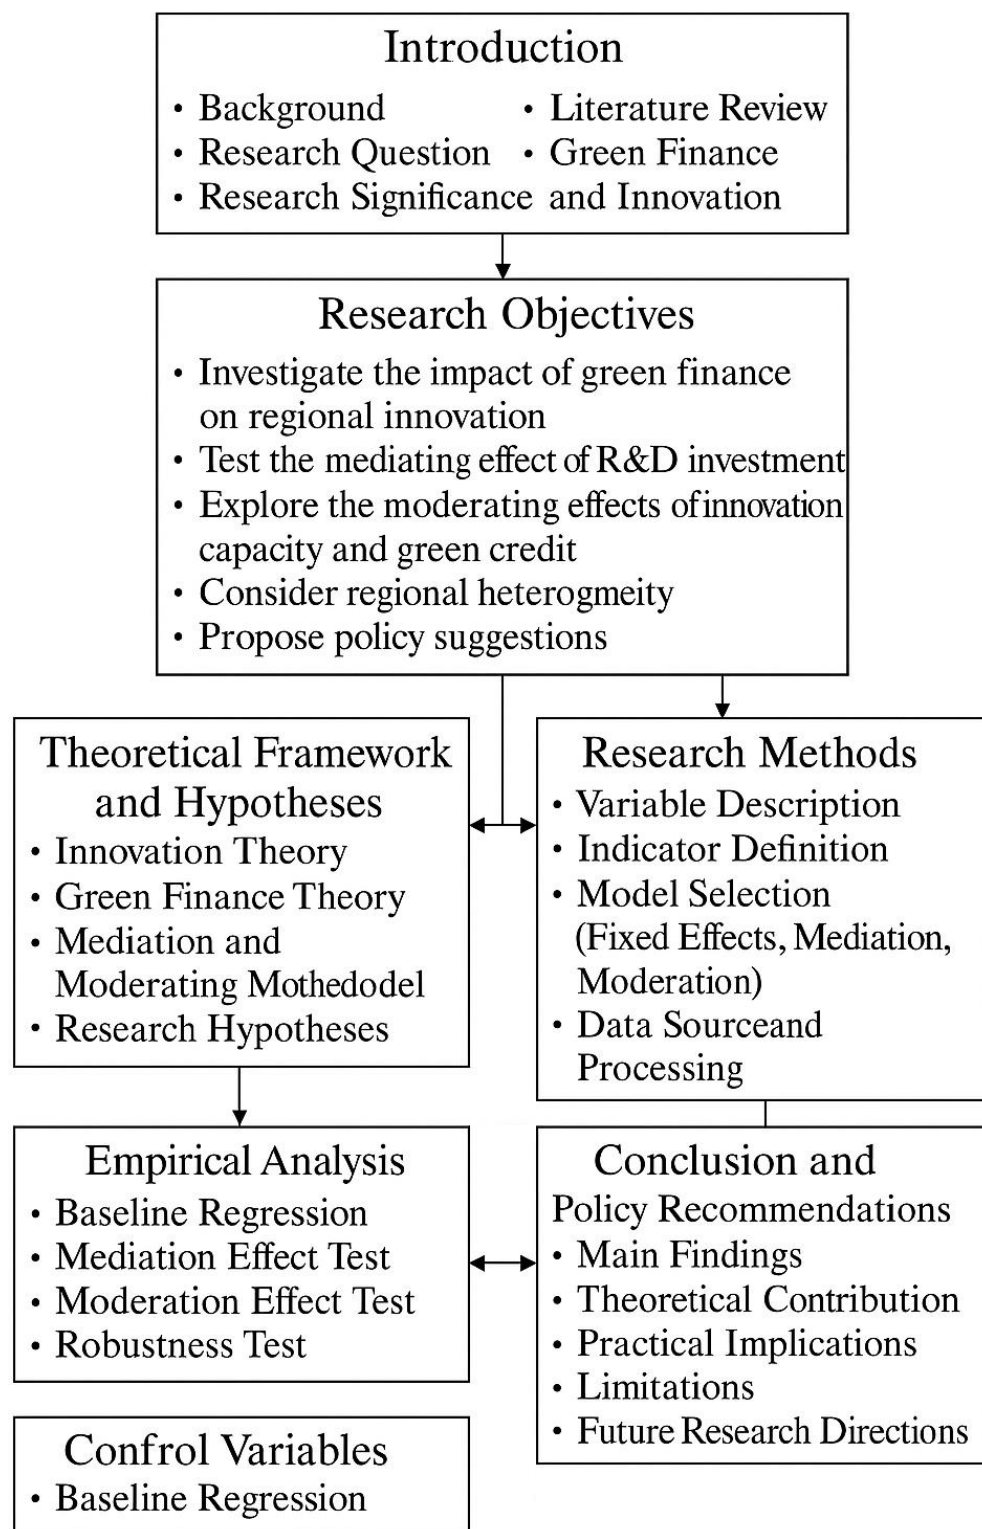 Introduction
• Background
• Research Question
• Research Significance
• Literature Review
• Green Finance
and Innovation
Research Objectives
• Investigate the impact of green finance
on regional innovation
• Test the mediating effect of R&D investment
• Explore the moderating effects of innovation
capacity and green credit
• Consider regional heterogmeity
• Propose policy suggestions
Theoretical Framework
and Hypotheses
• Innovation Theory
• Green Finance Theory
• Mediation and
Moderating Mothedodel
• Research Hypotheses
Research Methods
• Variable Description
• Indicator Definition
• Model Selection
(Fixed Effects, Mediation,
Moderation)
• Data Sourceand
Processing
Empirical Analysis
• Baseline Regression
• Mediation Effect Test
• Moderation Effect Test
• Robustness Test
Conclusion and
Policy Recommendations
• Main Findings
• Theoretical Contribution
• Practical Implications
• Limitations
• Future Research Directions
Confrol Variables
• Baseline Regression